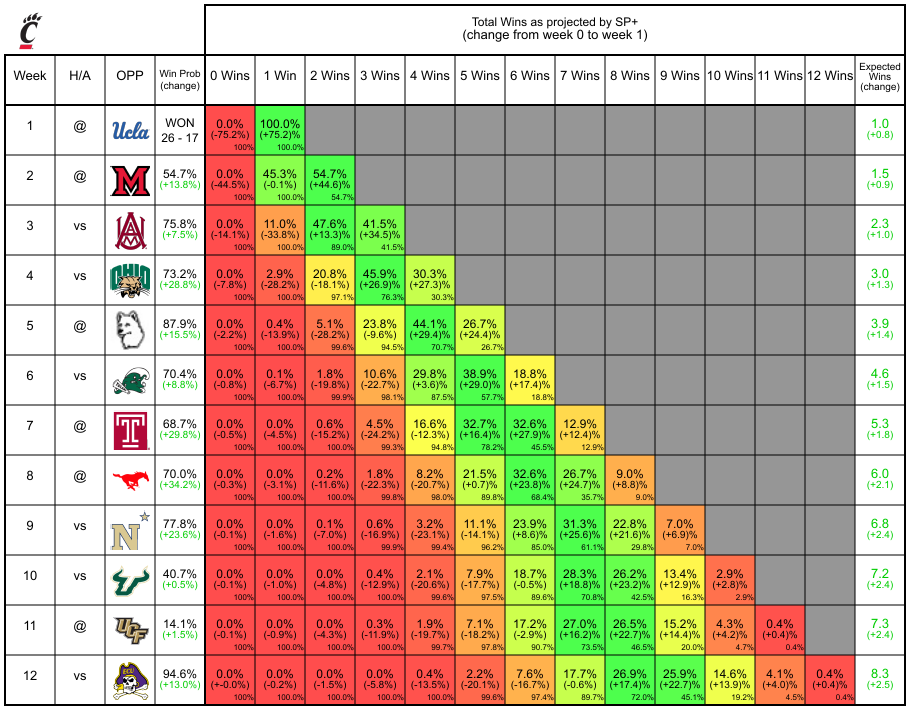 C
Total Wins as projected by SP+
(change from week 0 to week 1)
Week H/A OPP Win Prob (change) 0 Wins 1 Win 2 Wins 3 Wins 4 Wins 5 Wins 6 Wins 7 Wins 8 Wins 9 Wins 10 Wins 11 Wins 12 Wins Expected Wins (change)
1 @ Ucla WON 0.0% 100.0% 1.0
26 - 17 (-75.2%) (+75.2)% (+0.8)
100% 100.0%
2 @ M 54.7% 0.0% 45.3% 54.7% 1.5
(+13.8%) (-44.5%) (-0.1%) (+44.6)% (+0.9)
100% 100.0% 54.7%
3 vs ATM 75.8% 0.0% 11.0% 47.6% 41.5% 2.3
(+7.5%) (-14.1%) (-33.8%) (+13.3)% (+34.5)% (+1.0)
100% 100.0% 89.0% 41.5%
4 vs OHIO 73.2% 0.0% 2.9% 20.8% 45.9% 30.3% 3.0
(+28.8%) (-7.8%) (-28.2%) (-18.1%) (+26.9)% (+27.3)% (+1.3)
100% 100.0% 97.1% 76.3% 30.3%
5 @ 87.9% 0.0% 0.4% 5.1% 23.8% 44.1% 26.7% 3.9
(+15.5%) (-2.2%) (-13.9%) (-28.2%) (-9.6%) (+29.4)% (+24.4)% (+1.4)
100% 100.0% 99.6% 94.5% 70.7% 26.7%
6 vs 70.4% 0.0% 0.1% 1.8% 10.6% 29.8% 38.9% 18.8% 4.6
(+8.8%) (-0.8%) (-6.7%) (-19.8%) (-22.7%) (+3.6)% (+29.0)% (+17.4)% (+1.5)
100% 100.0% 99.9% 98.1% 87.5% 57.7% 18.8%
7 @ T 68.7% 0.0% 0.0% 0.6% 4.5% 16.6% 32.7% 32.6% 12.9% 5.3
(+29.8%) (-0.5%) (-4.5%) (-15.2%) (-24.2%) (-12.3%) (+16.4)% (+27.9)% (+12.4)% (+1.8)
100% 100.0% 100.0% 99.3% 94.8% 78.2% 45.5% 12.9%
8 @ 70.0% 0.0% 0.0% 0.2% 1.8% 8.2% 21.5% 32.6% 26.7% 9.0% 6.0
(+34.2%) (-0.3%) (-3.1%) (-11.6%) (-22.3%) (-20.7%) (+0.7)% (+23.8)% (+24.7)% (+8.8)% (+2.1)
100% 100.0% 100.0% 99.8% 98.0% 89.8% 68.4% 35.7% 9.0%
9 vs N 77.8% 0.0% 0.0% 0.1% 0.6% 3.2% 11.1% 23.9% 31.3% 22.8% 7.0% 6.8
(+23.6%) (-0.1%) (-1.6%) (-7.0%) (-16.9%) (-23.1%) (-14.1%) (+8.6)% (+25.6)% (+21.6)% (+6.9)% (+2.4)
100% 100.0% 100.0% 99.9% 99.4% 96.2% 85.0% 61.1% 29.8% 7.0%
10 vs 40.7% 0.0% 0.0% 0.0% 0.4% 2.1% 7.9% 18.7% 28.3% 26.2% 13.4% 2.9% 7.2
(+0.5%) (-0.1%) (-1.0%) (-4.8%) (-12.9%) (-20.6%) (-17.7%) (-0.5%) (+18.8)% (+23.2)% (+12.9)% (+2.8)% (+2.4)
100% 100.0% 100.0% 100.0% 99.6% 97.5% 89.6% 70.8% 42.5% 16.3% 2.9%
11 @ UCF 14.1% 0.0% 0.0% 0.0% 0.3% 1.9% 7.1% 17.2% 27.0% 26.5% 15.2% 4.3% 0.4% 7.3
(+1.5%) (-0.1%) (-0.9%) (-4.3%) (-11.9%) (-19.7%) (-18.2%) (-2.9%) (+16.2)% (+22.7)% (+14.4)% (+4.2)% (+0.4)% (+2.4)
100% 100.0% 100.0% 100.0% 99.7% 97.8% 90.7% 73.5% 46.5% 20.0% 4.7% 0.4%
12 vs ECU 94.6% 0.0% 0.0% 0.0% 0.0% 0.4% 2.2% 7.6% 17.7% 26.9% 25.9% 14.6% 4.1% 0.4% 8.3
(+13.0%) (+-0.0)% (-0.2%) (-1.5%) (-5.8%) (-13.5%) (-20.1%) (-16.7%) (-0.6%) (+17.4)% (+22.7)% (+13.9)% (+4.0)% (+0.4)% (+2.5)
100% 100.0% 100.0% 100.0% 100.0% 99.6% 97.4% 89.7% 72.0% 45.1% 19.2% 4.5% 0.4%